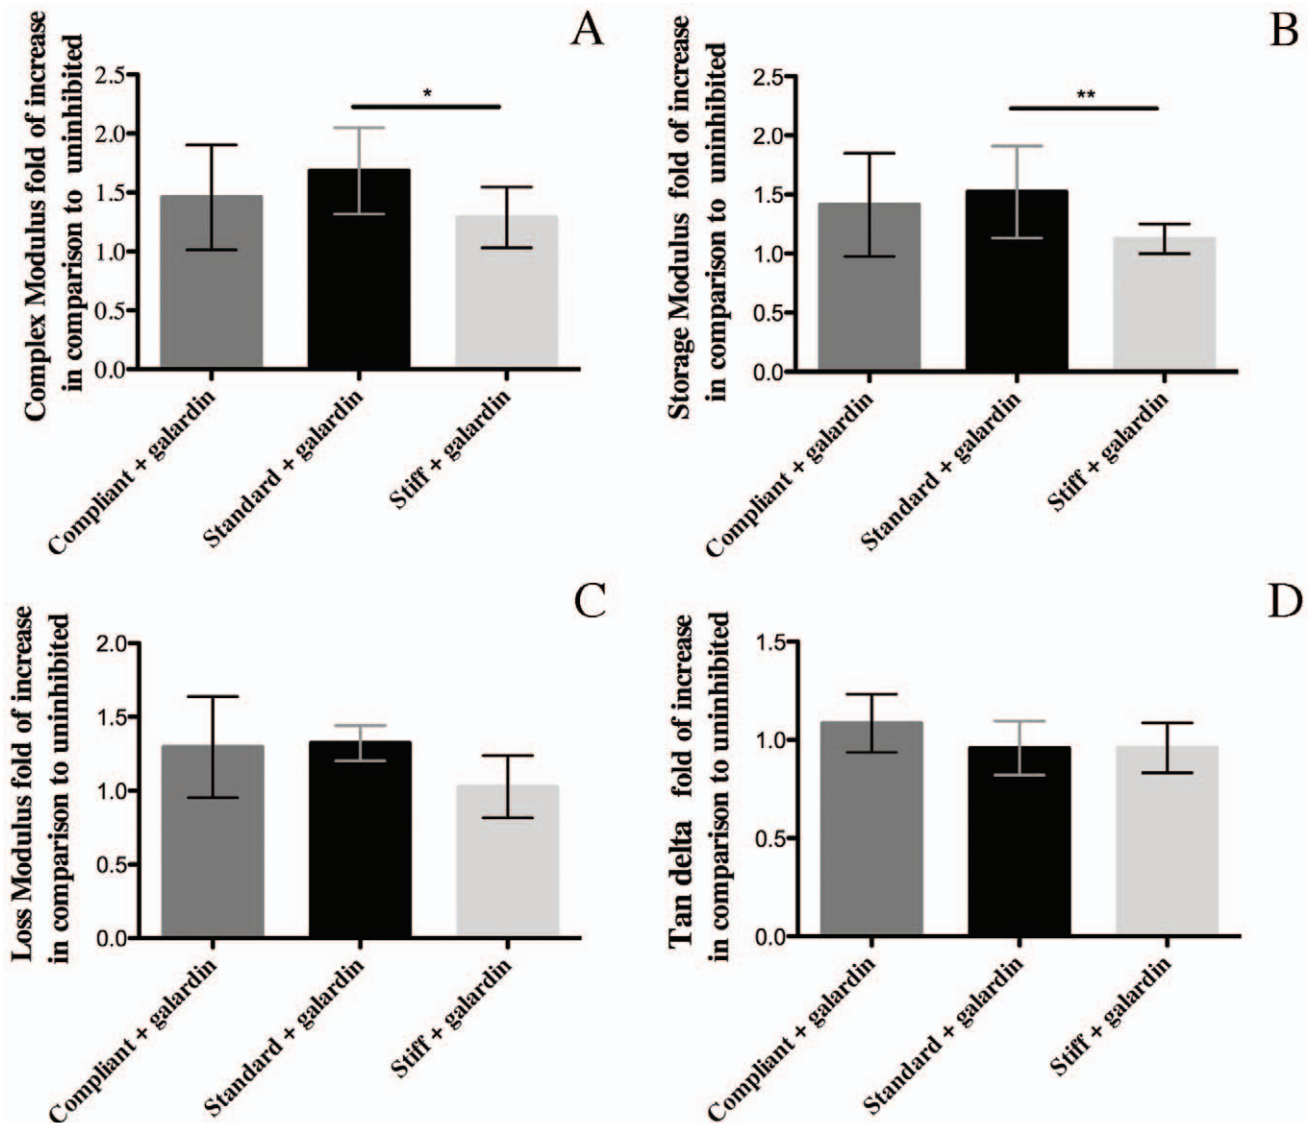 A
Complex Modulus fold of increase
in comparison to uninhibited
2.5
2.0
1.5
1.0
0.5
0.0
*
Compliant + galardin
Standard + galardin
Stiff + galardin
B
Storage Modulus fold of increase
in comparison to uninhibited
2.5
2.0
1.5
1.0
0.5
0.0
**
Compliant + galardin
Standard + galardin
Stiff + galardin
C
Loss Modulus fold of increase
in comparison to uninhibited
2.0
1.5
1.0
0.5
0.0
Compliant + galardin
Standard + galardin
Stiff + galardin
D
Tan delta fold of increase
in comparison to uninhibited
1.5
1.0
0.5
0.0
Compliant + galardin
Standard + galardin
Stiff + galardin